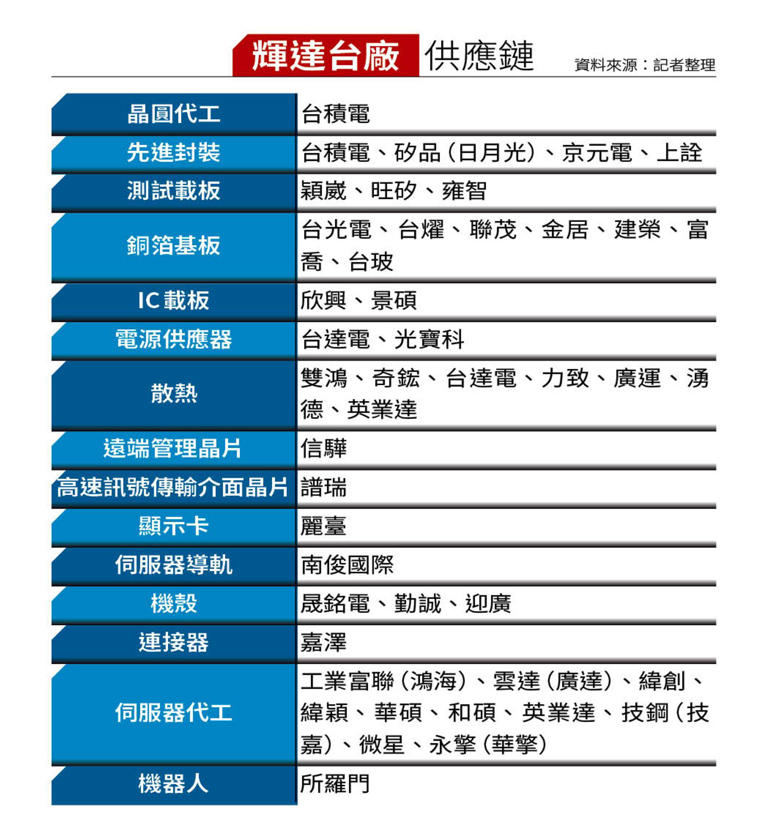 輝達台廠 供應鏈 資料來源：記者整理
晶圓代工 台積電
先進封裝 台積電、矽品(日月光)、京元電、上詮
測試載板 穎崴、旺矽、雍智
銅箔基板 台光電、台燿、聯茂、金居、建榮、富
喬、台玻
IC載板 欣興、景碩
電源供應器 台達電、光寶科
散熱 雙鴻、奇鋐、台達電、力致、廣運、湧
德、英業達
遠端管理晶片 信驊
高速訊號傳輸介面晶片 譜瑞
顯示卡 麗臺
伺服器導軌 南俊國際
機殼 晟銘電、勤誠、迎廣
連接器 嘉澤
伺服器代工 工業富聯(鴻海)、雲達(廣達)、緯創、
緯穎、華碩、和碩、英業達、技鋼(技
嘉)、微星、永擎(華擎)
機器人 所羅門